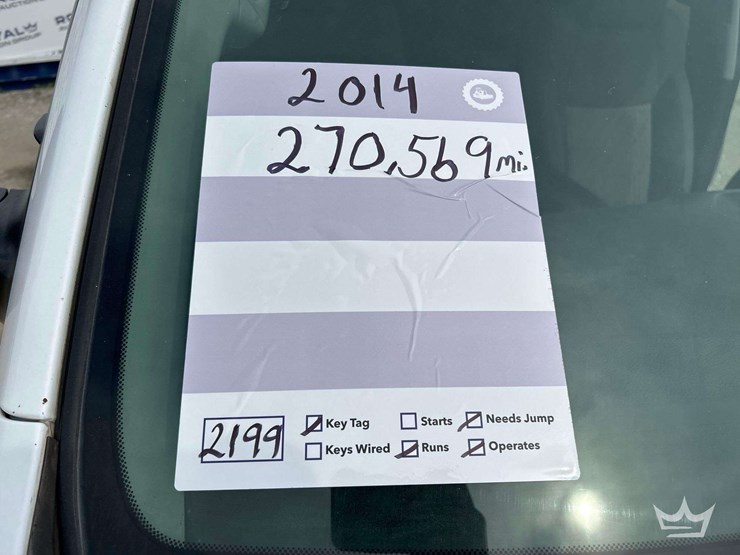 2014
270,569 mi.
2199
Key Tag Starts Needs Jump
Keys Wired Runs Operates